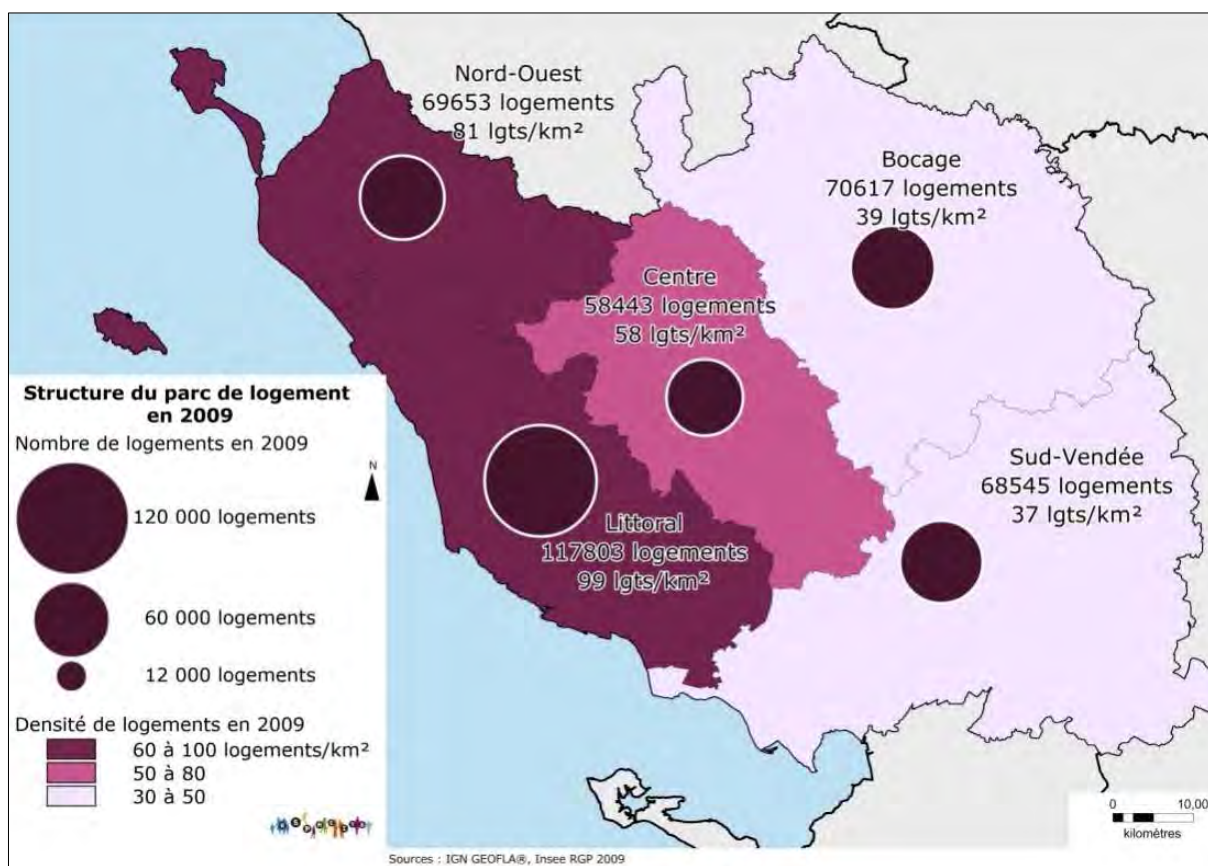 Nord-Ouest
69653 logements
81 lgts/km²
Bocage
70617 logements
39 lgts/km²
Centre
58443 logements
58 lgts/km²
Sud-Vendée
68545 logements
37 lgts/km²
Littoral
117803 logements
99 lgts/km²
Structure du parc de logement
en 2009
Nombre de logements en 2009
N
120 000 logements
60 000 logements
12 000 logements
Densité de logements en 2009
60 à 100 logements/km²
50 à 80
30 à 50
0 10,00
kilomètres
Sources : IGN GEOFLA®, Insee RGP 2009